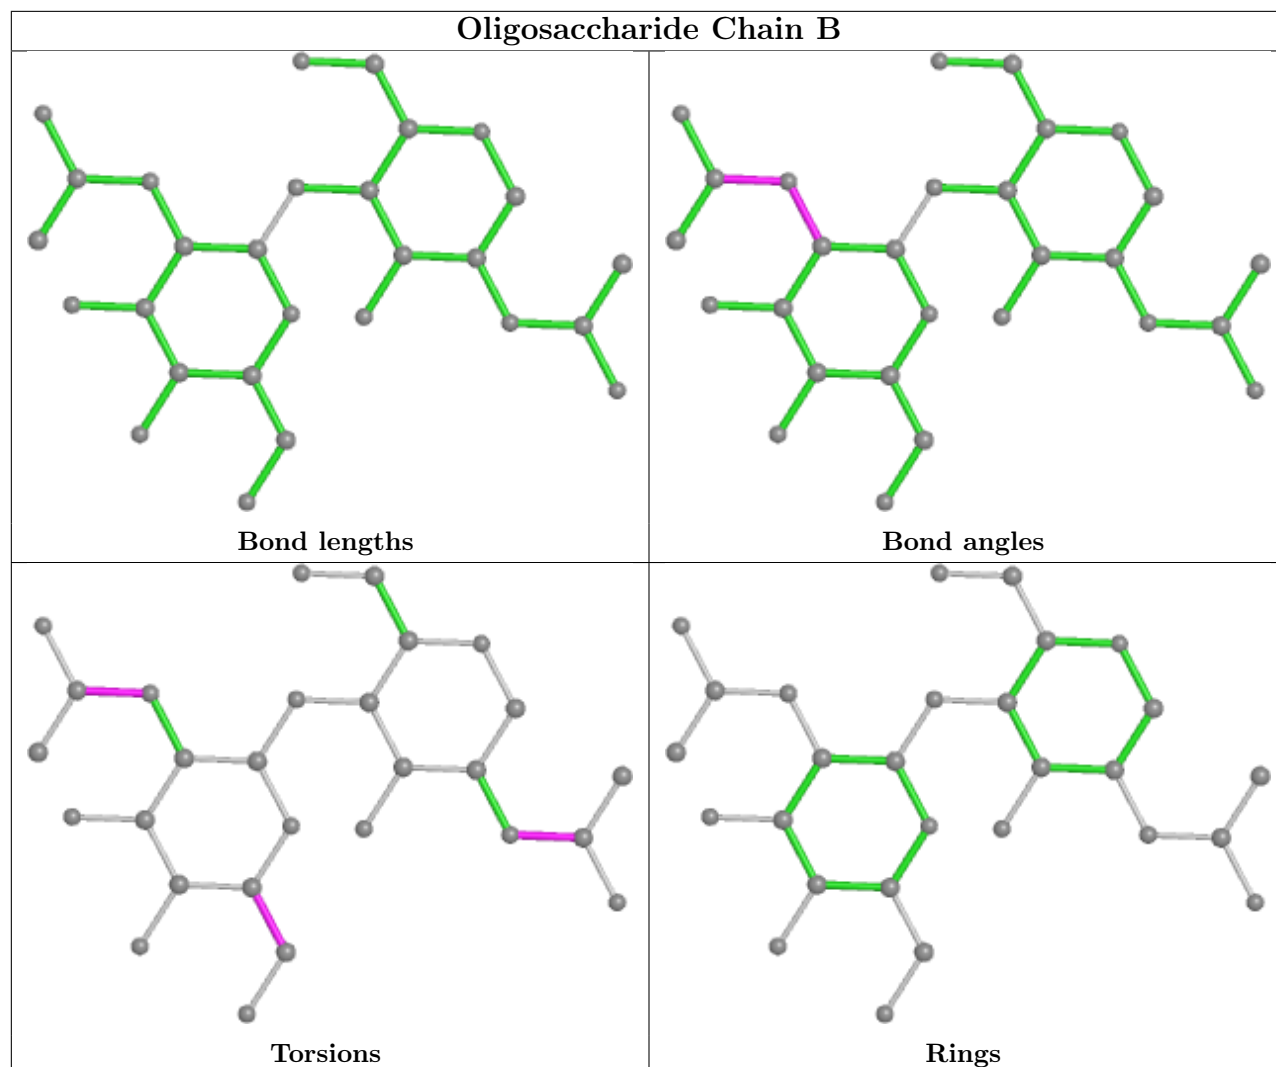 Oligosaccharide Chain B
Bond lengths
Bond angles
Torsions
Rings